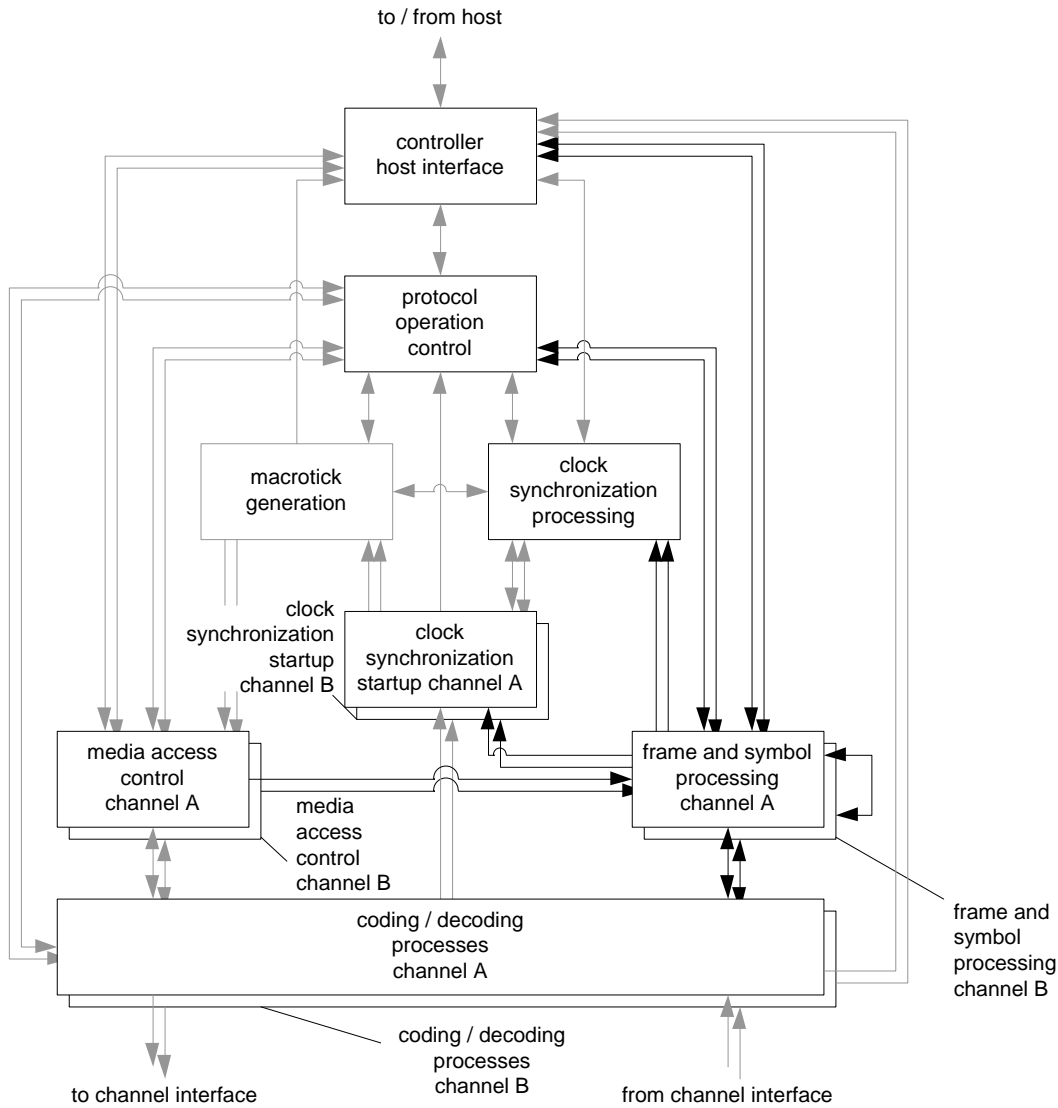 to / from host
controller
host interface
protocol
operation
control
macrotick
generation
clock
synchronization
processing
clock
synchronization
startup
channel B
clock
synchronization
startup channel A
media access
control
channel A
frame and symbol
processing
channel A
media
access
control
channel B
coding / decoding
processes
channel A
frame and
symbol
processing
channel B
coding / decoding
processes
channel B
to channel interface
from channel interface